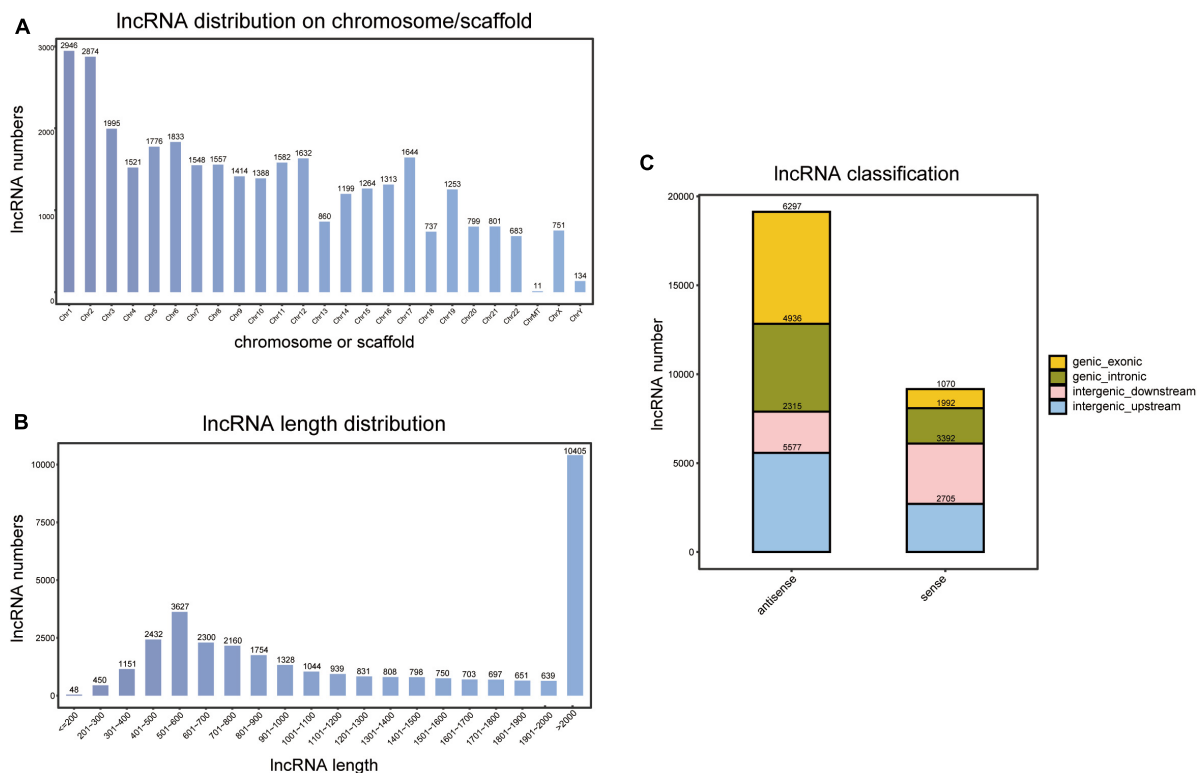 A
lncRNA distribution on chromosome/scaffold
lncRNA numbers
3000
2000
1000
0
2946 2874 1995 1521 1776 1833 1548 1557 1414 1388 1582 1632 860 1199 1264 1313 1644 737 1253 799 801 683 11 751 134
Chr1 Chr2 Chr3 Chr4 Chr5 Chr6 Chr7 Chr8 Chr9 Chr10 Chr11 Chr12 Chr13 Chr14 Chr15 Chr16 Chr17 Chr18 Chr19 Chr20 Chr21 Chr22 ChrMT ChrX ChrY
chromosome or scaffold
B
lncRNA length distribution
lncRNA numbers
10000
7500
5000
2500
0
48 450 1151 2432 3627 2300 2160 1754 1328 1044 939 831 808 798 750 703 697 651 639 10405
<=200 201~300 301~400 401~500 501~600 601~700 701~800 801~900 901~1000 1001~1100 1101~1200 1201~1300 1301~1400 1401~1500 1501~1600 1601~1700 1701~1800 1801~1900 1901~2000 >2000
lncRNA length
C
lncRNA classification
lncRNA number
20000
15000
10000
5000
0
6297
4936
2315
5577
1070
1992
3392
2705
antisense sense
genic_exonic
genic_intronic
intergenic_downstream
intergenic_upstream